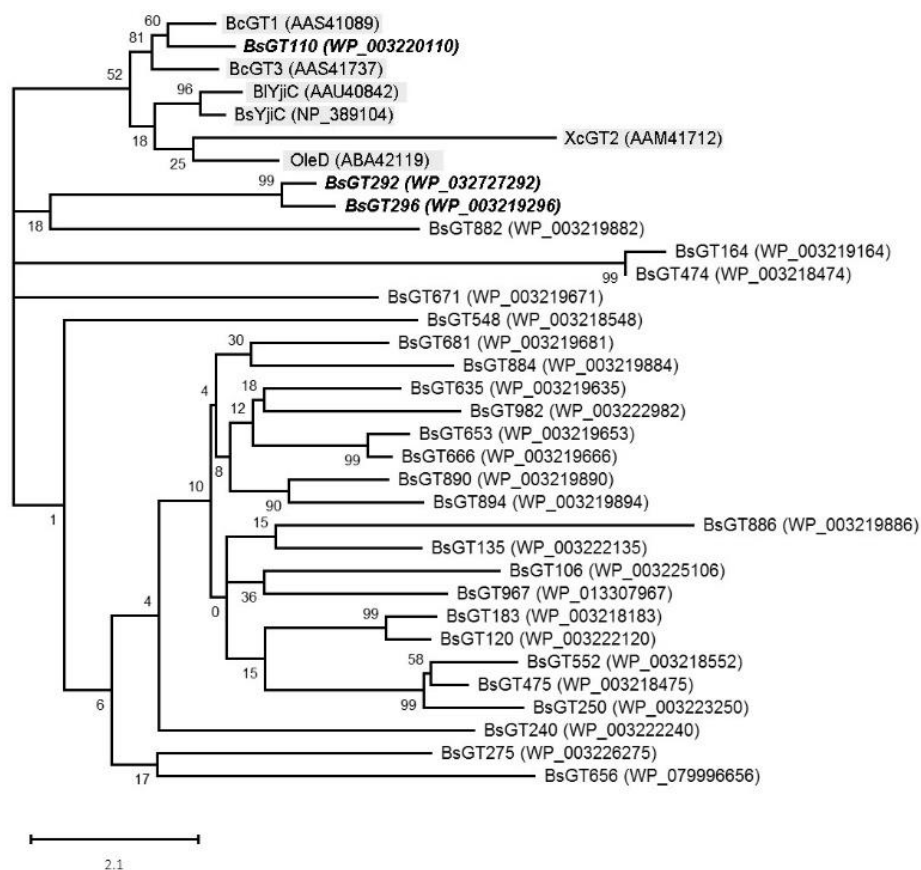 BcGT1 (AAS41089)
60
BsGT110 (WP_003220110)
81
BcGT3 (AAS41737)
52
BlYjiC (AAU40842)
96
BsYjiC (NP_389104)
18
XcGT2 (AAM41712)
25
OleD (ABA42119)
99
BsGT292 (WP_032727292)
BsGT296 (WP_003219296)
18
BsGT882 (WP_003219882)
BsGT164 (WP_003219164)
99
BsGT474 (WP_003218474)
BsGT671 (WP_003219671)
BsGT548 (WP_003218548)
BsGT681 (WP_003219681)
30
BsGT884 (WP_003219884)
4
18
BsGT635 (WP_003219635)
12
BsGT982 (WP_003222982)
BsGT653 (WP_003219653)
99
BsGT666 (WP_003219666)
8
BsGT890 (WP_003219890)
10
90
BsGT894 (WP_003219894)
1
15
BsGT886 (WP_003219886)
BsGT135 (WP_003222135)
BsGT106 (WP_003225106)
36
BsGT967 (WP_013307967)
4
0
99
BsGT183 (WP_003218183)
BsGT120 (WP_003222120)
15
58
BsGT552 (WP_003218552)
BsGT475 (WP_003218475)
99
BsGT250 (WP_003223250)
6
BsGT240 (WP_003222240)
BsGT275 (WP_003226275)
17
BsGT656 (WP_079996656)
2.1